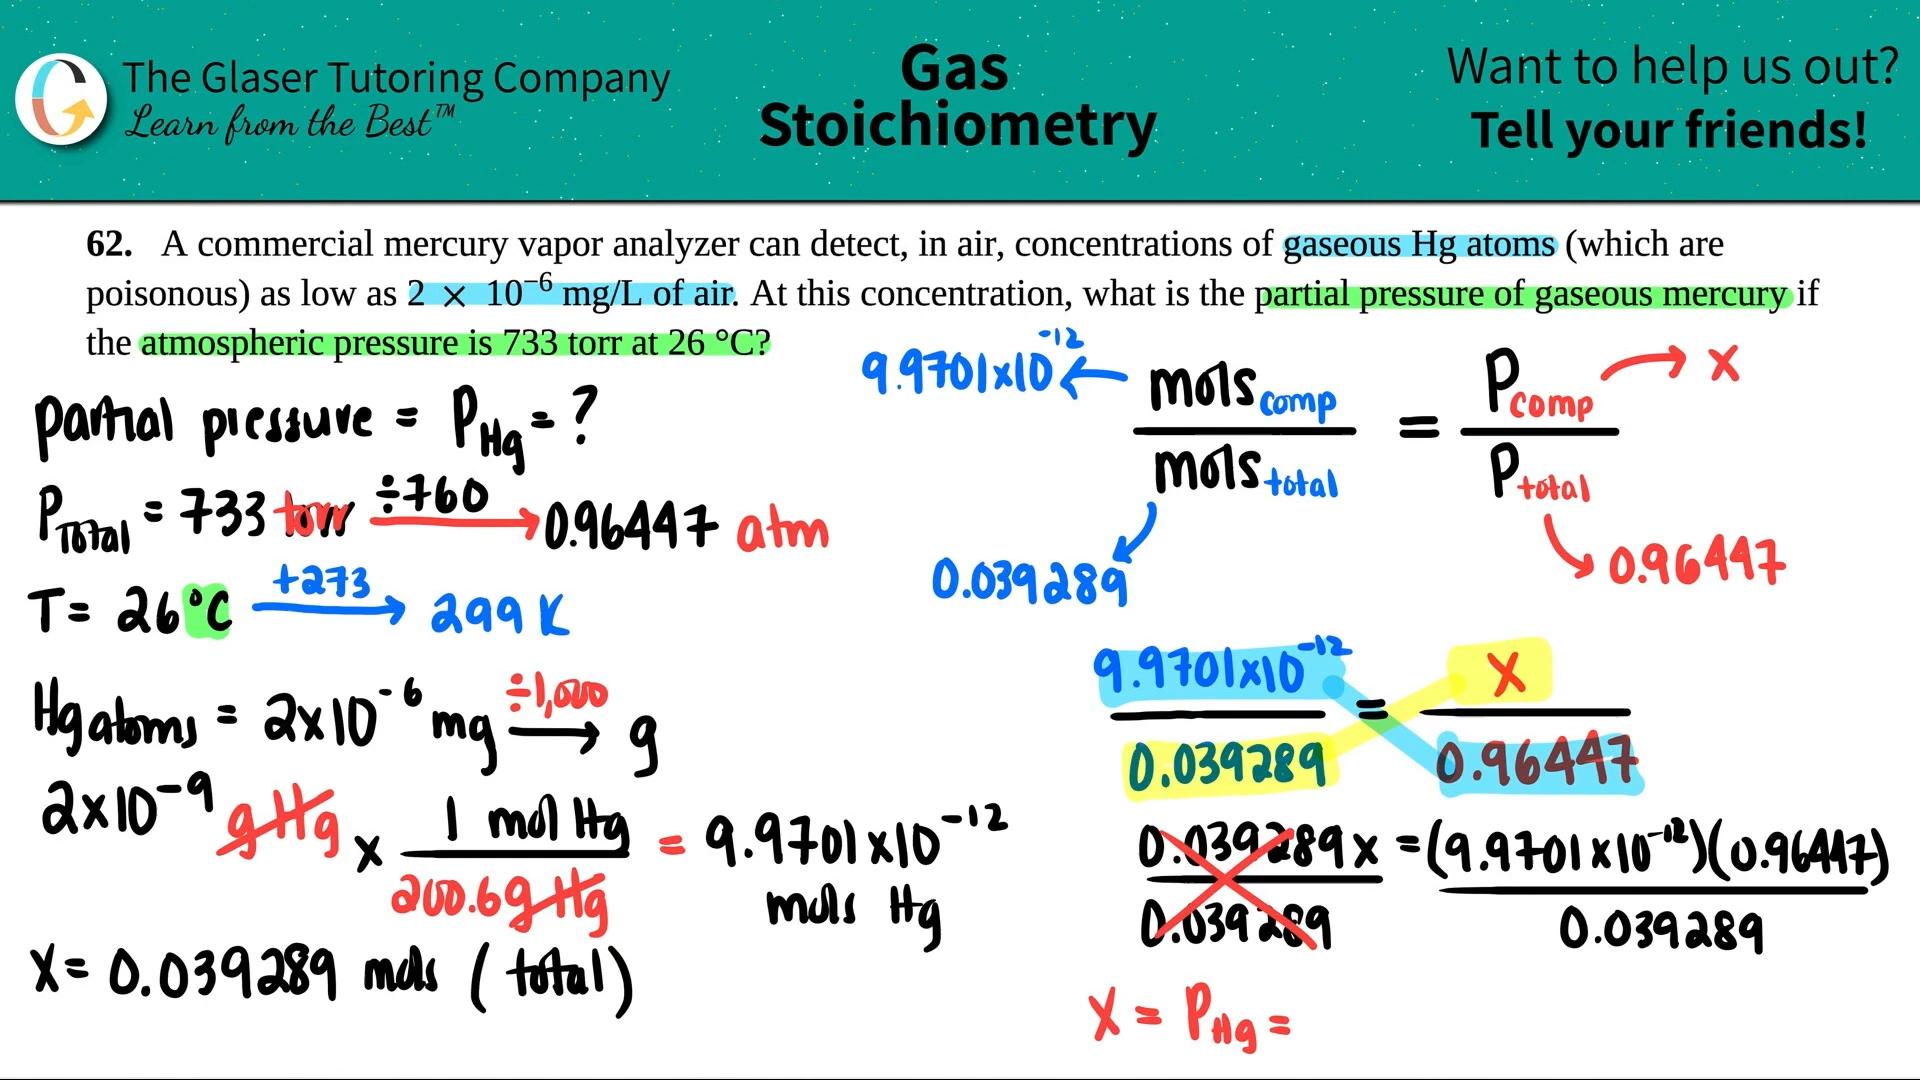 The Glaser Tutoring Company
Learn from the Best™
Gas
Stoichiometry
Want to help us out?
Tell your friends!
62. A commercial mercury vapor analyzer can detect, in air, concentrations of gaseous Hg atoms (which are
poisonous) as low as 2 × 10⁻⁶ mg/L of air. At this concentration, what is the partial pressure of gaseous mercury if
the atmospheric pressure is 733 torr at 26 °C?
partial pressure = P_Hg = ?
P_Total = 733 torr ÷760 → 0.96447 atm
T = 26 °C +273 → 299 K
Hg atoms = 2x10⁻⁶ mg ÷1,000 → g
2x10⁻⁹ g Hg x 1 mol Hg / 200.6 g Hg = 9.9701x10⁻¹² mols Hg
X = 0.039289 mols (total)
9.9701x10⁻¹² ← mols comp / mols total = P comp / P total → X
0.039289
0.96447
9.9701x10⁻¹² / 0.039289 = X / 0.96447
0.039289x / 0.039289 = (9.9701x10⁻¹²)(0.96447) / 0.039289
X = P_Hg =